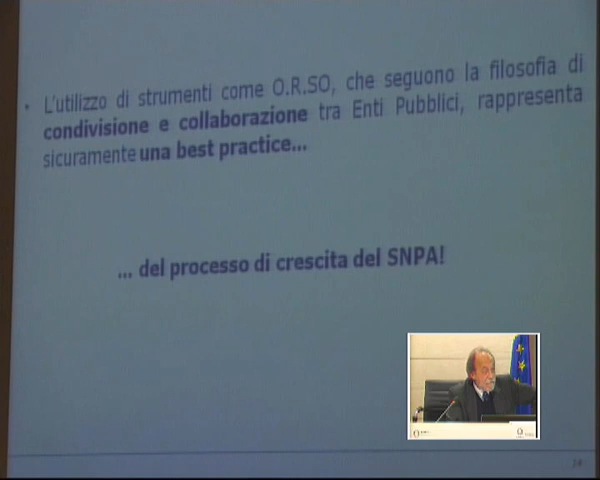 • L'utilizzo di strumenti come O.R.SO, che seguono la filosofia di
condivisione e collaborazione tra Enti Pubblici, rappresenta
sicuramente una best practice...
... del processo di crescita del SNPA!